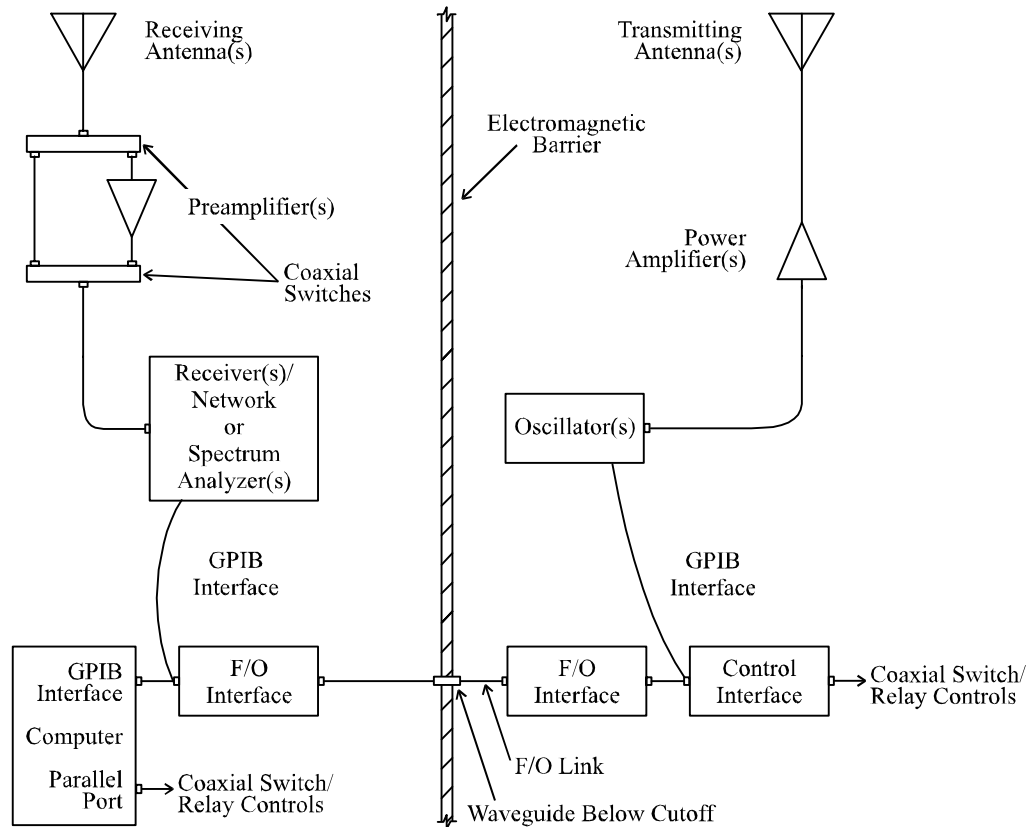 Receiving
Antenna(s)
Transmitting
Antenna(s)
Electromagnetic
Barrier
Preamplifier(s)
Coaxial
Switches
Power
Amplifier(s)
Receiver(s)/
Network
or
Spectrum
Analyzer(s)
Oscillator(s)
GPIB
Interface
GPIB
Interface
GPIB
Interface
Computer
Parallel
Port
F/O
Interface
F/O
Interface
Control
Interface
Coaxial Switch/
Relay Controls
F/O Link
Coaxial Switch/
Relay Controls
Waveguide Below Cutoff